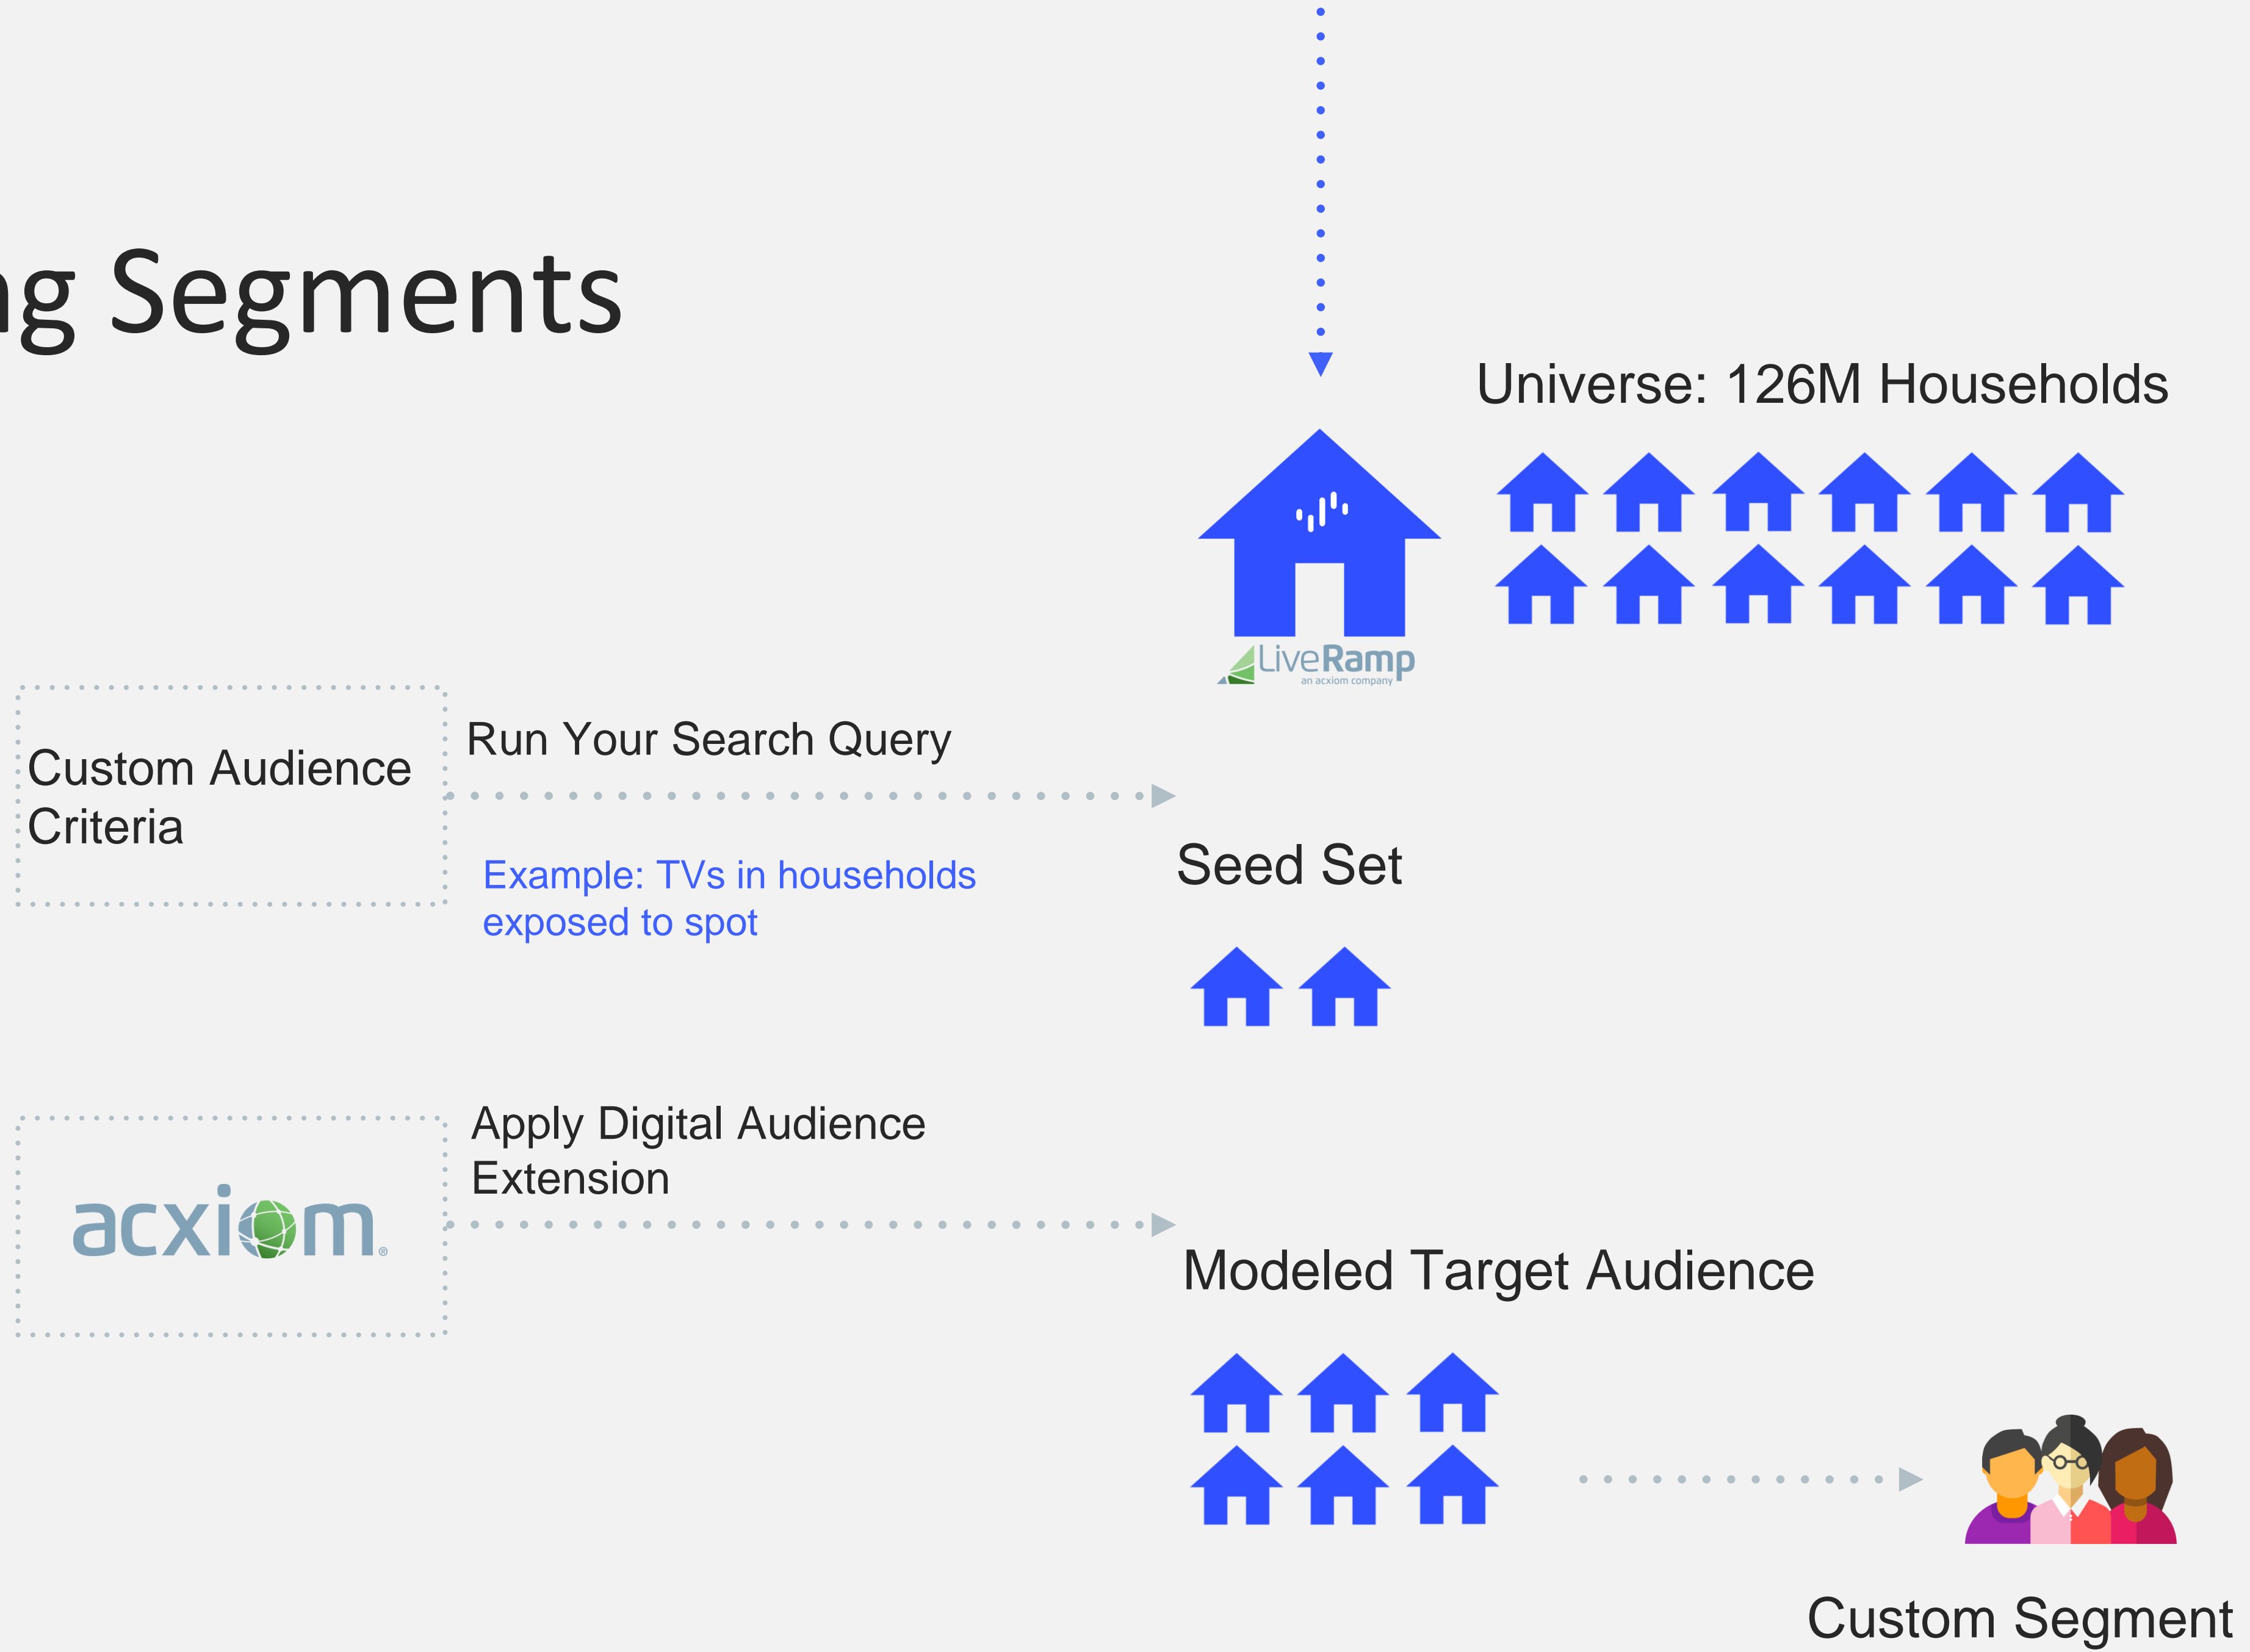 Segments
Universe: 126M Households
LiveRamp
an acxiom company
Custom Audience
Criteria
Run Your Search Query
Example: TVs in households
exposed to spot
Seed Set
acxiom®
Apply Digital Audience
Extension
Modeled Target Audience
Custom Segment